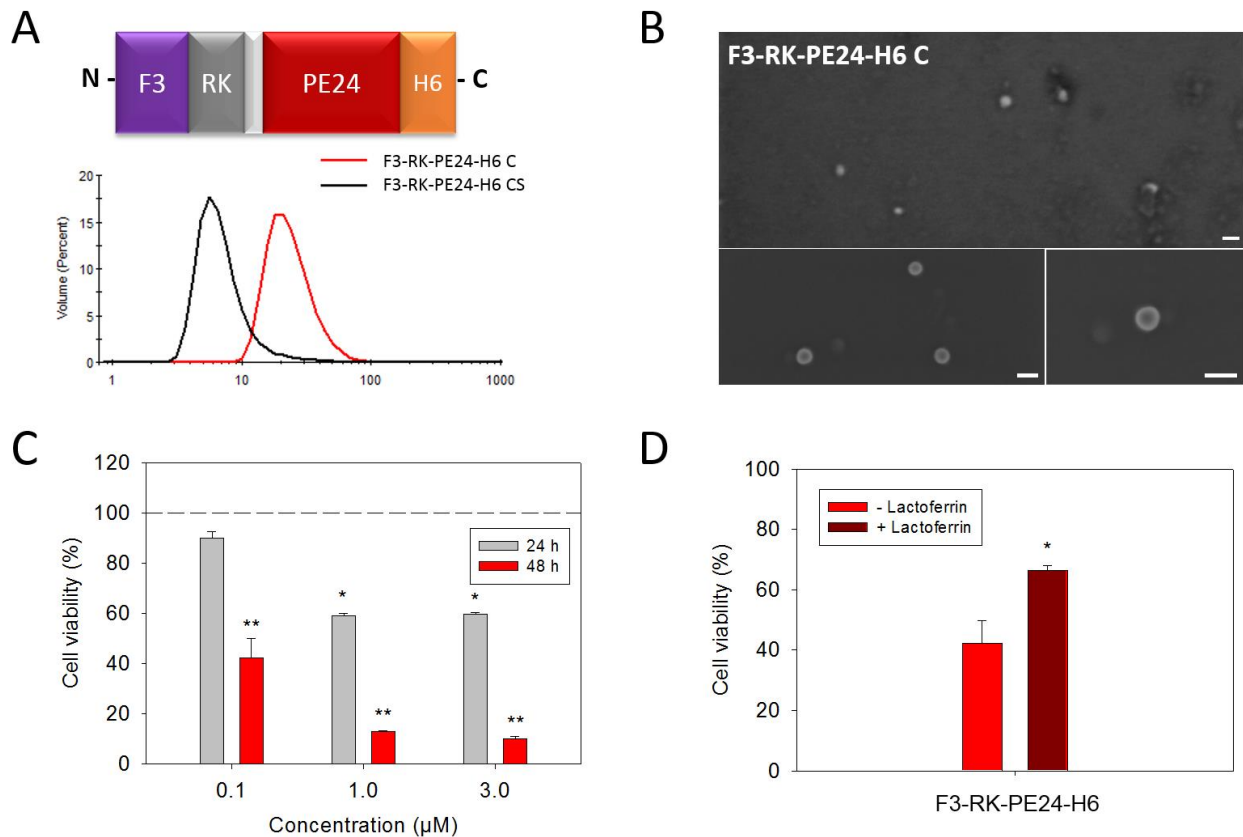 A
N - F3 RK PE24 H6 - C
F3-RK-PE24-H6 C
F3-RK-PE24-H6 CS
Volume (Percent)
20
15
10
5
0
1 10 100 1000
B
F3-RK-PE24-H6 C
C
Cell viability (%)
120
100
80
60
40
20
0
24 h
48 h
**
*
**
*
**
0.1 1.0 3.0
Concentration (µM)
D
Cell viability (%)
100
80
60
40
20
0
- Lactoferrin
+ Lactoferrin
*
F3-RK-PE24-H6